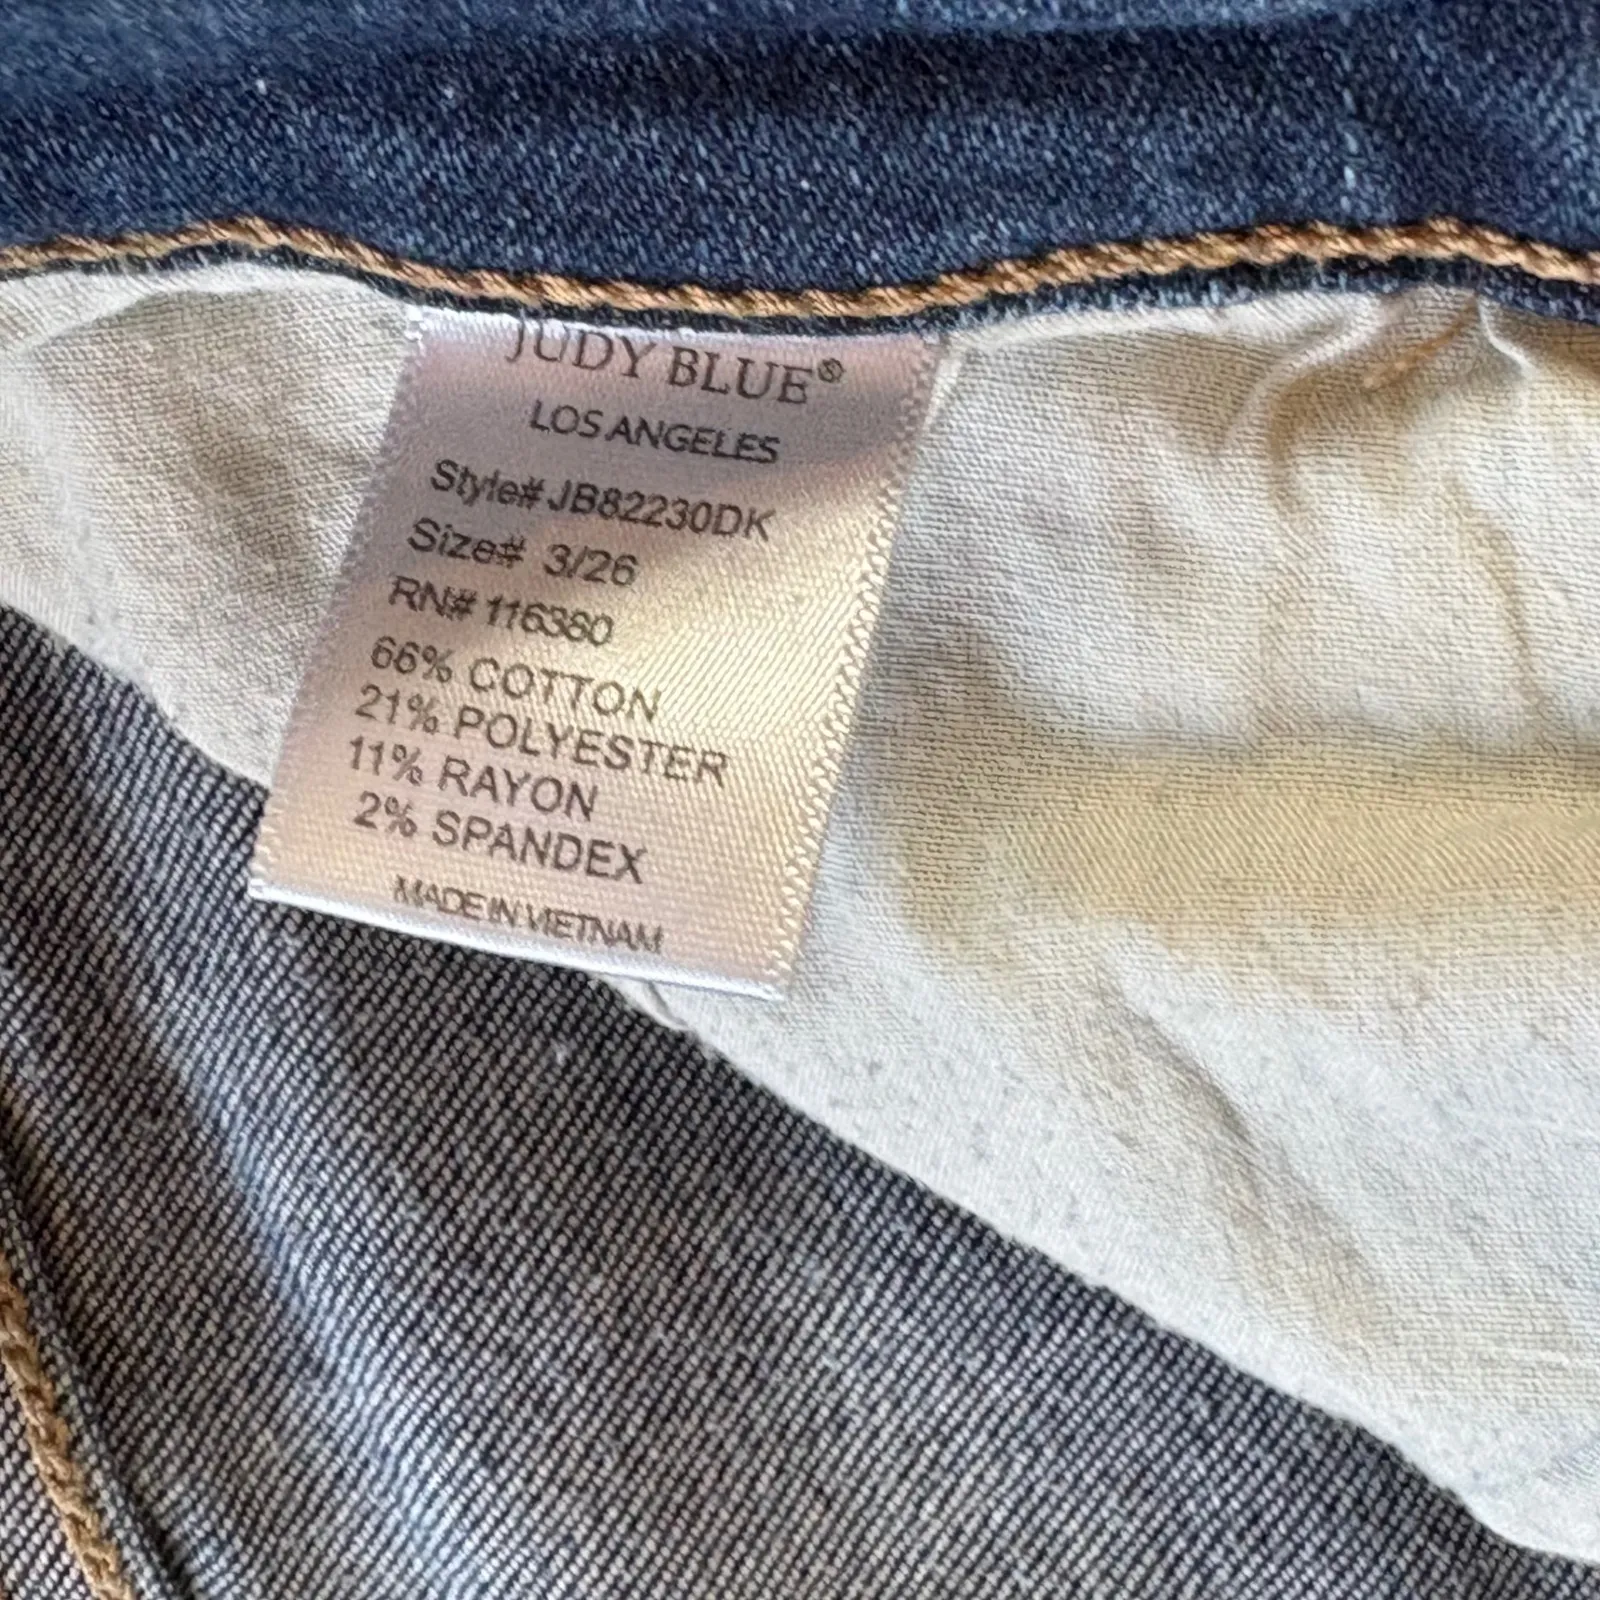 JUDY BLUE®
LOS ANGELES
Style# JB82230DK
Size# 3/26
RN# 116380
66% COTTON
21% POLYESTER
11% RAYON
2% SPANDEX
MADE IN VIETNAM